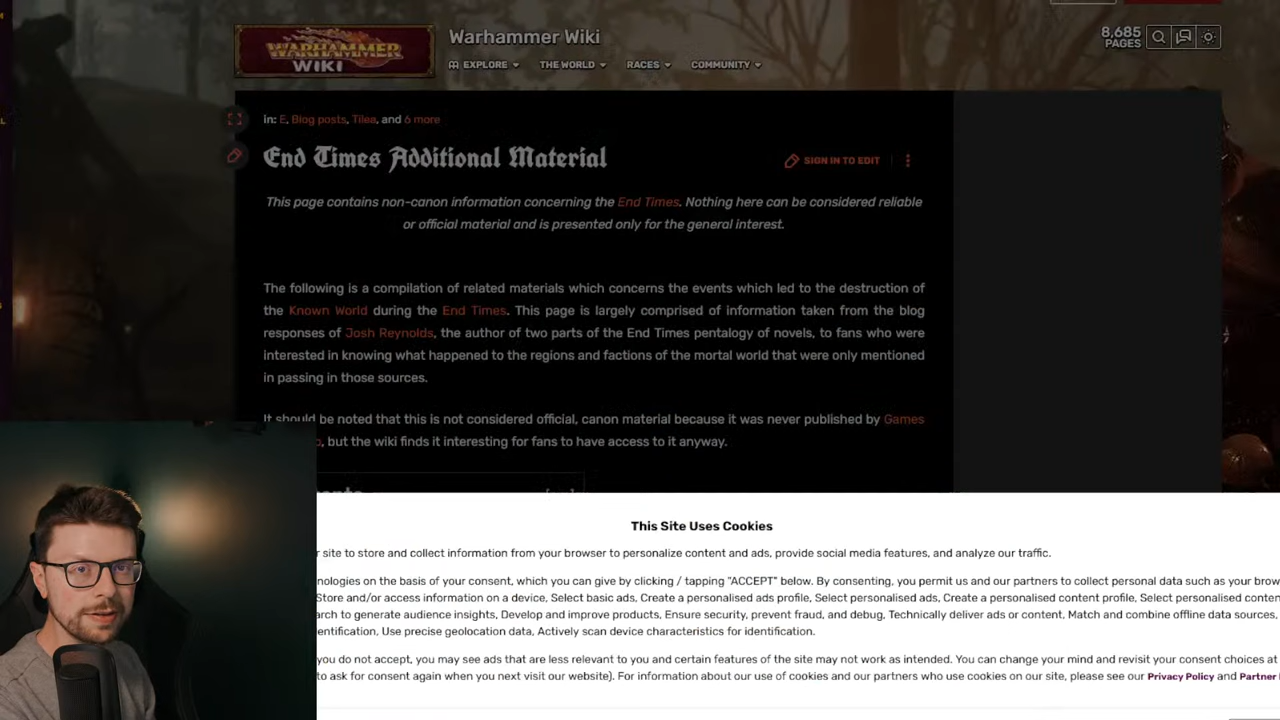 WARHAMMER
WIKI
Warhammer Wiki
EXPLORE
THE WORLD
RACES
COMMUNITY
8,685
PAGES
in: E, Blog posts, Tilea, and 6 more
End Times Additional Material
SIGN IN TO EDIT
This page contains non-canon information concerning the End Times. Nothing here can be considered reliable
or official material and is presented only for the general interest.
The following is a compilation of related materials which concerns the events which led to the destruction of
the Known World during the End Times. This page is largely comprised of information taken from the blog
responses of Josh Reynolds, the author of two parts of the End Times pentalogy of novels, to fans who were
interested in knowing what happened to the regions and factions of the mortal world that were only mentioned
in passing in those sources.
It should be noted that this is not considered official, canon material because it was never published by Games
, but the wiki finds it interesting for fans to have access to it anyway.
This Site Uses Cookies
site to store and collect information from your browser to personalize content and ads, provide social media features, and analyze our traffic.
nologies on the basis of your consent, which you can give by clicking / tapping "ACCEPT" below. By consenting, you permit us and our partners to collect personal data such as your brow
Store and/or access information on a device, Select basic ads, Create a personalised ads profile, Select personalised ads, Create a personalised content profile, Select personalised conten
arch to generate audience insights, Develop and improve products, Ensure security, prevent fraud, and debug, Technically deliver ads or content, Match and combine offline data sources,
entification, Use precise geolocation data, Actively scan device characteristics for identification.
you do not accept, you may see ads that are less relevant to you and certain features of the site may not work as intended. You can change your mind and revisit your consent choices at
to ask for consent again when you next visit our website). For information about our use of cookies and our partners who use cookies on our site, please see our Privacy Policy and Partner